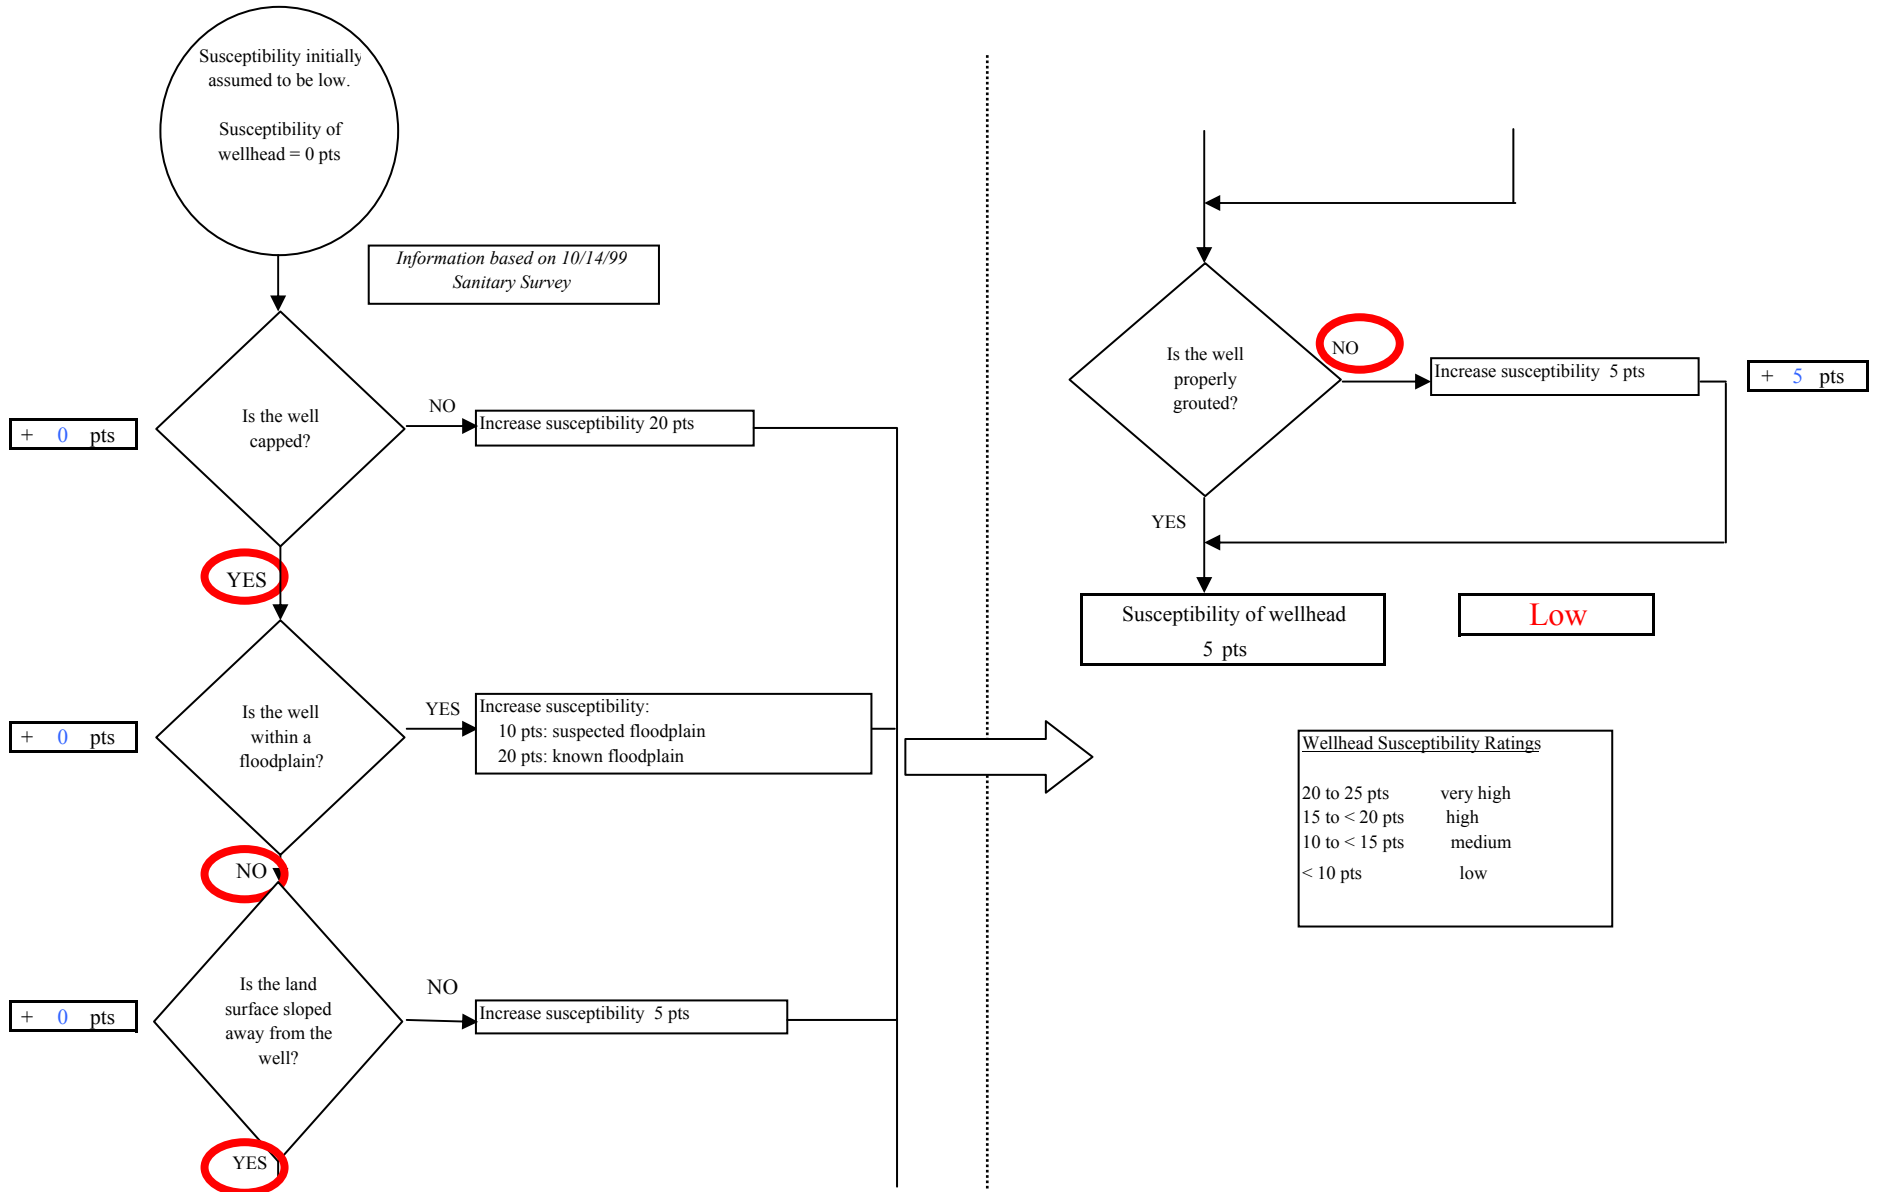 Susceptibility initially
assumed to be low.
Susceptibility of
wellhead = 0 pts
Information based on 10/14/99
Sanitary Survey
+ 0 pts
Is the well
capped?
NO
Increase susceptibility 20 pts
YES
+ 0 pts
Is the well
within a
floodplain?
YES
Increase susceptibility:
10 pts: suspected floodplain
20 pts: known floodplain
NO
+ 0 pts
Is the land
surface sloped
away from the
well?
NO
Increase susceptibility 5 pts
YES
Is the well
properly
grouted?
NO
Increase susceptibility 5 pts
+ 5 pts
YES
Susceptibility of wellhead
5 pts
Low
Wellhead Susceptibility Ratings
20 to 25 pts very high
15 to < 20 pts high
10 to < 15 pts medium
< 10 pts low